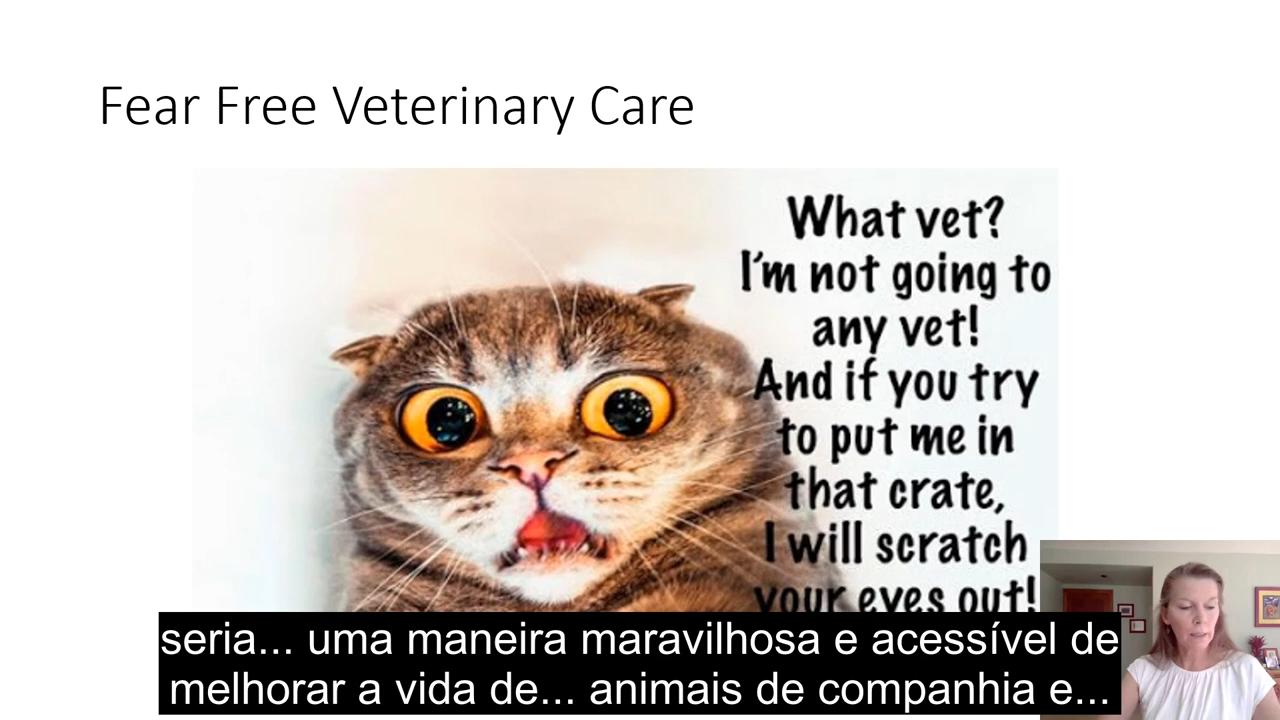 Fear Free Veterinary Care
What vet?
I'm not going to
any vet!
And if you try
to put me in
that crate,
I will scratch
your eyes out!
seria... uma maneira maravilhosa e acessível de
melhorar a vida de... animais de companhia e...